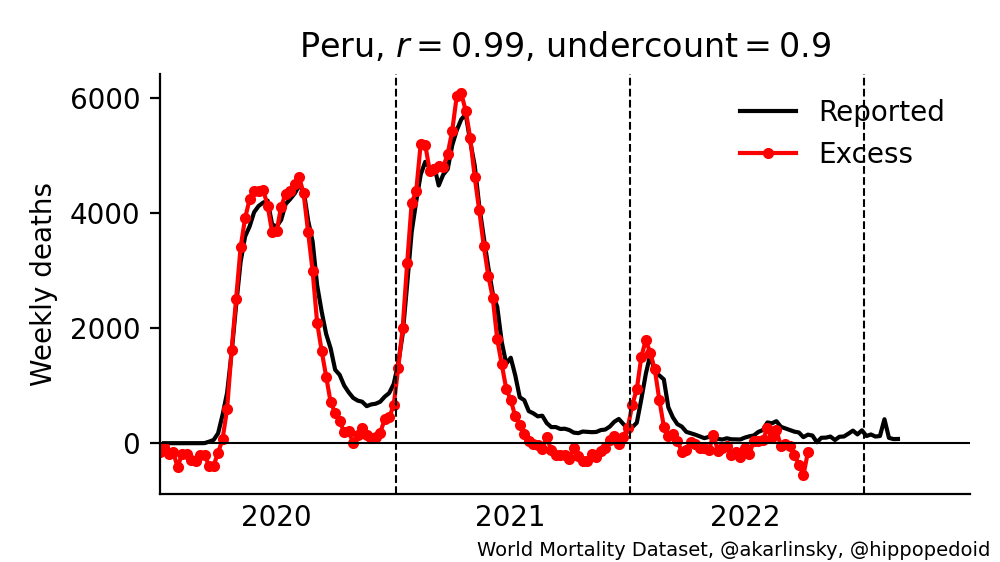 Peru, r = 0.99, undercount = 0.9
Reported
Excess
Weekly deaths
6000
4000
2000
0
2020 2021 2022
World Mortality Dataset, @akarlinsky, @hippopedoid